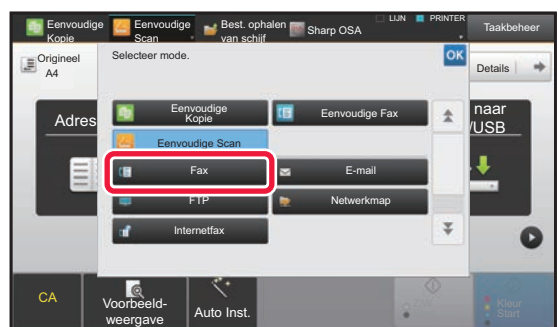 Eenvoudige
Kopie
Eenvoudige
Scan
Best. ophalen
van schijf
Sharp OSA
LIJN
PRINTER
Taakbeheer
Origineel
A4
Selecteer mode.
OK
Details
Adres
Eenvoudige
Kopie
Eenvoudige Fax
naar
/USB
Eenvoudige Scan
Fax
E-mail
FTP
Netwerkmap
Internetfax
CA
Voorbeeld-
weergave
Auto Inst.
Kleur
Start